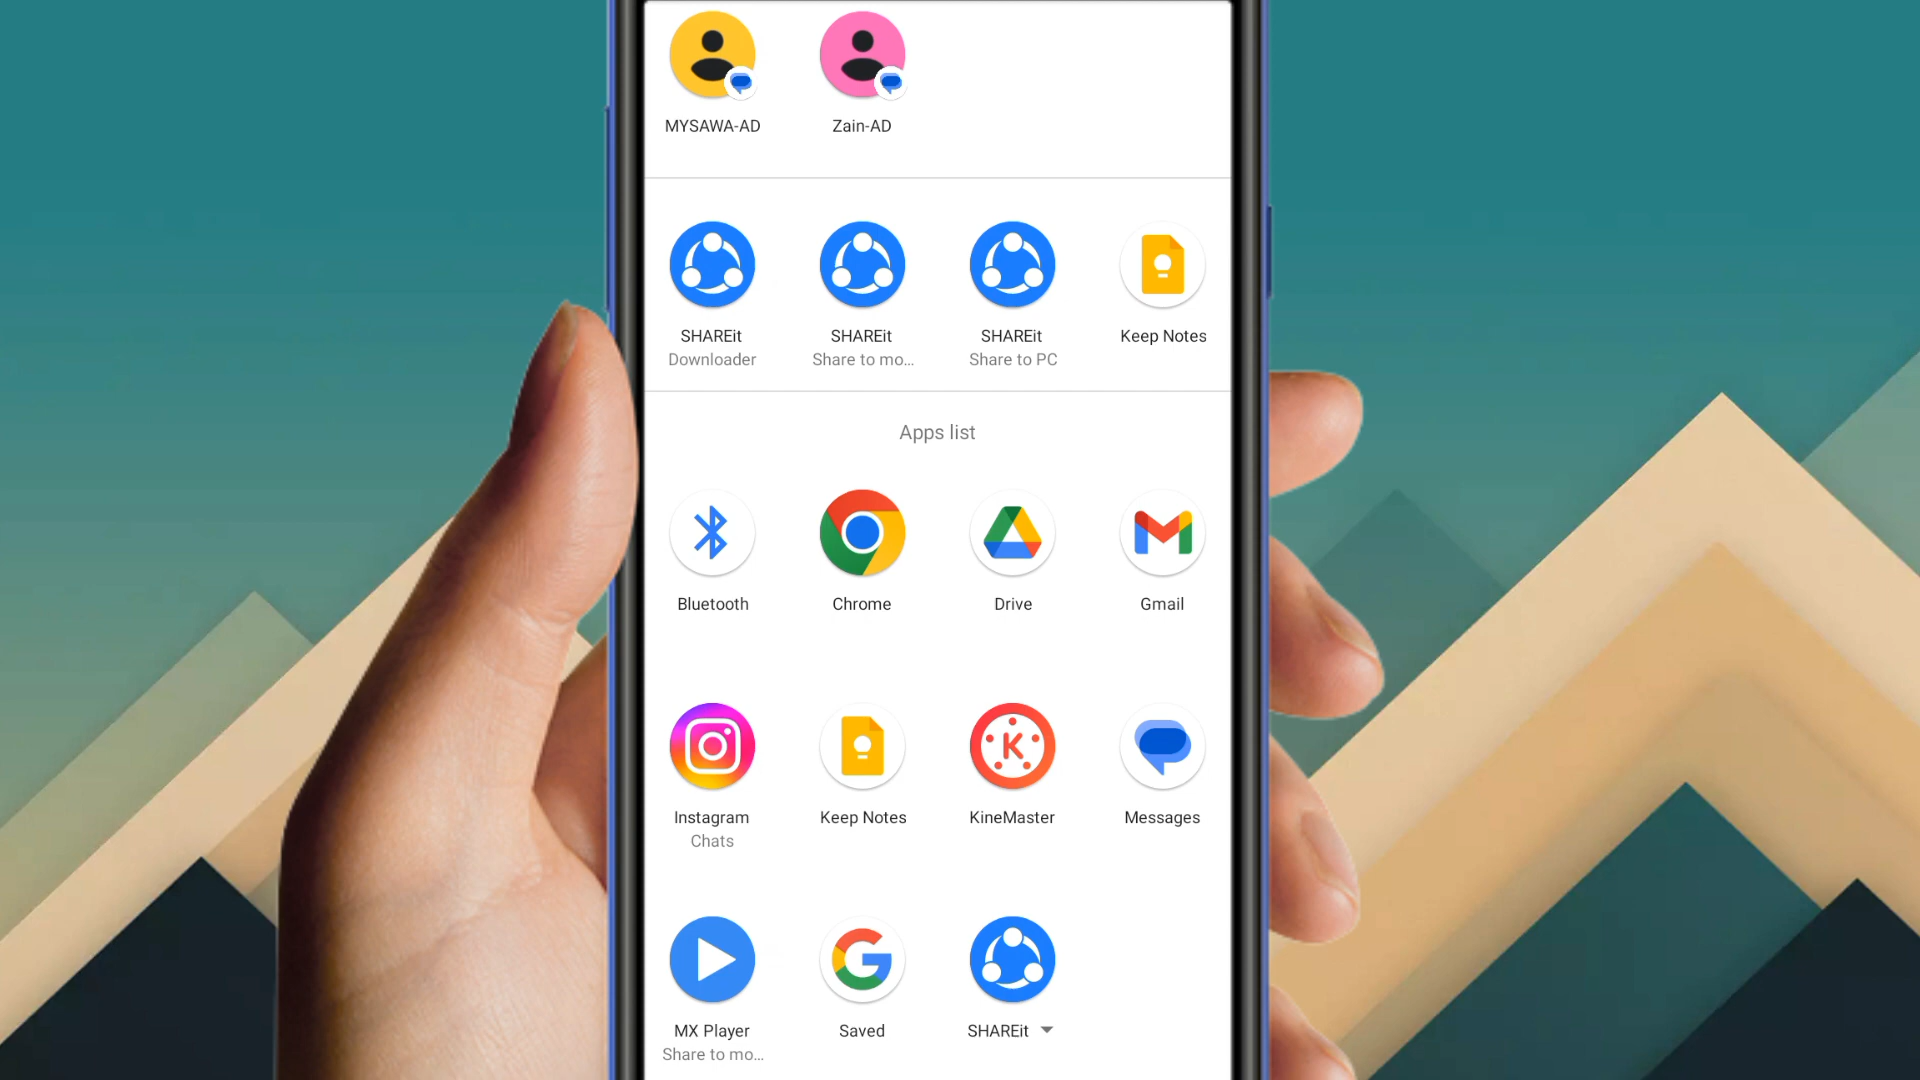 MYSAWA-AD
Zain-AD
SHAREit
Downloader
SHAREit
Share to mo...
SHAREit
Share to PC
Keep Notes
Apps list
Bluetooth
Chrome
Drive
Gmail
Instagram
Chats
Keep Notes
KineMaster
Messages
MX Player
Share to mo...
Saved
SHAREit